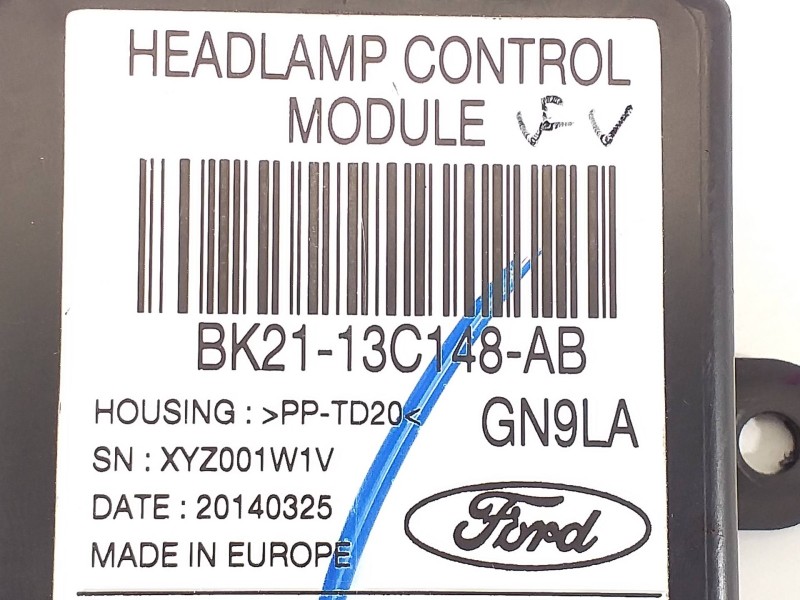 HEADLAMP CONTROL
MODULE
BK21-13C148-AB
HOUSING : >PP-TD20<
GN9LA
SN : XYZ001W1V
DATE : 20140325
Ford
MADE IN EUROPE